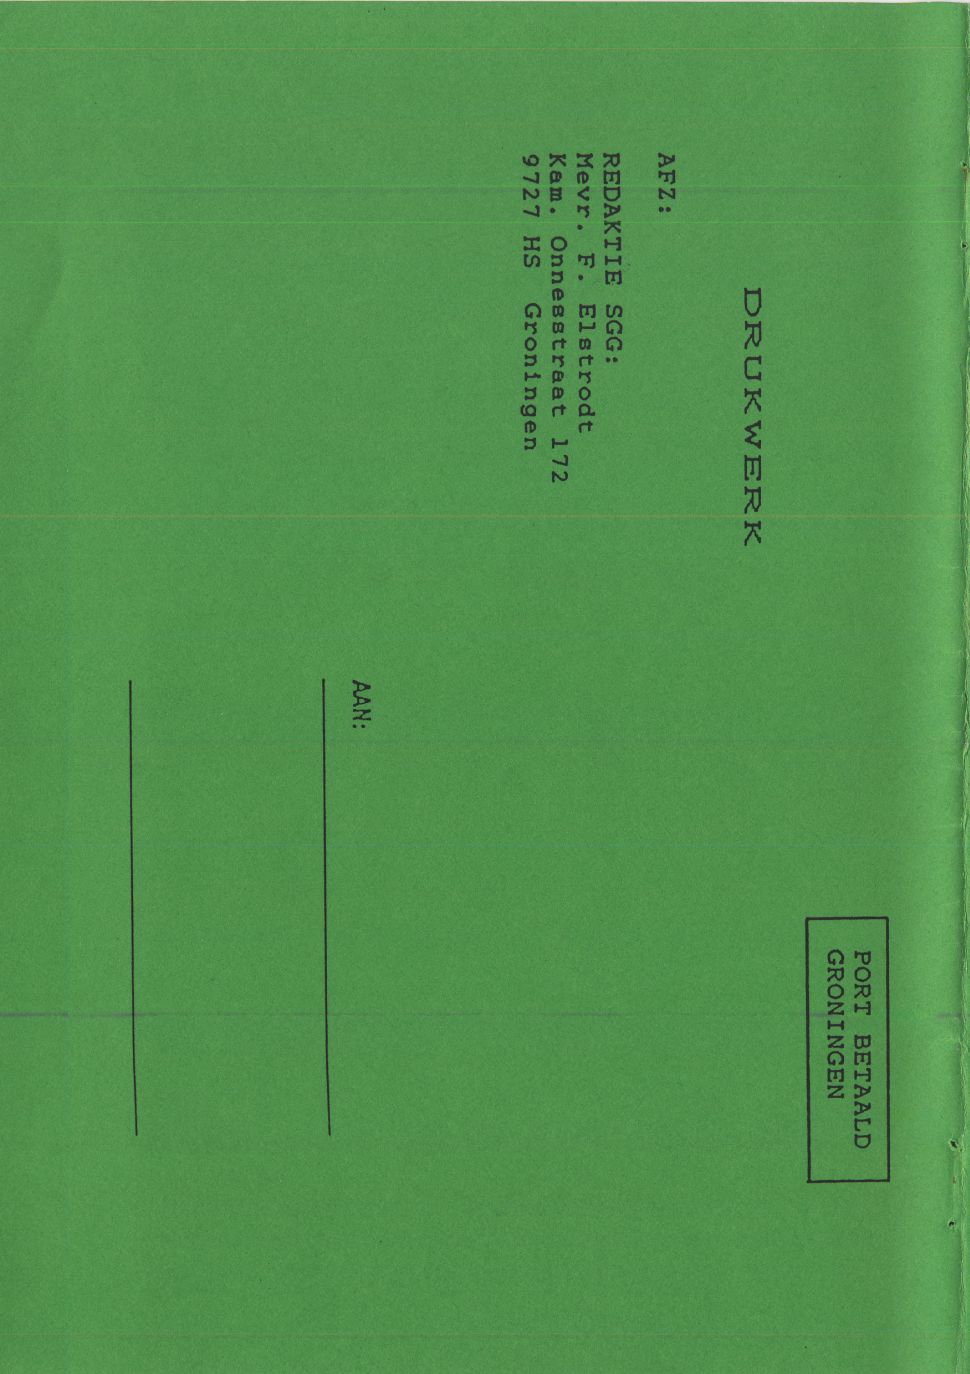 PORT BETAALD
GRONINGEN
DRUKWERK
AFZ:
REDAKTIE SGG:
Mevr. F. Elstrodt
Kam. Onnesstraat 172
9727 HS Groningen
AAN: